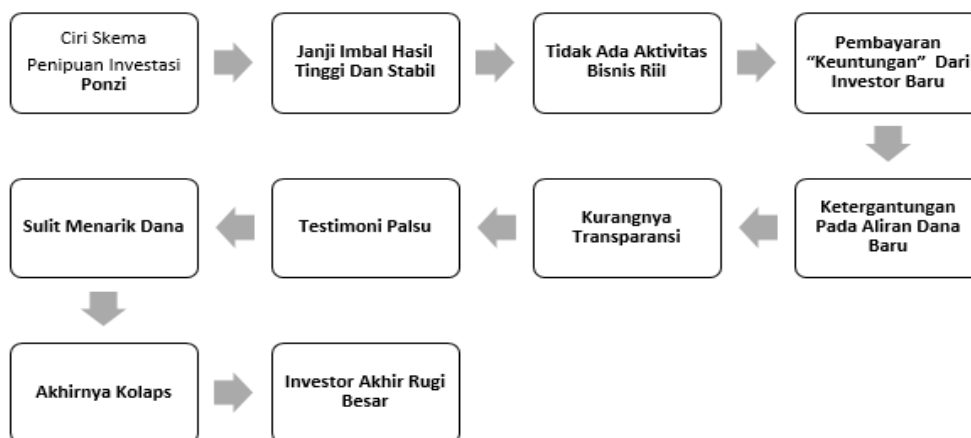 Ciri Skema
Penipuan Investasi
Ponzi
Janji Imbal Hasil
Tinggi Dan Stabil
Tidak Ada Aktivitas
Bisnis Riil
Pembayaran
“Keuntungan” Dari
Investor Baru
Ketergantungan
Pada Aliran Dana
Baru
Kurangnya
Transparansi
Testimoni Palsu
Sulit Menarik Dana
Akhirnya Kolaps
Investor Akhir Rugi
Besar